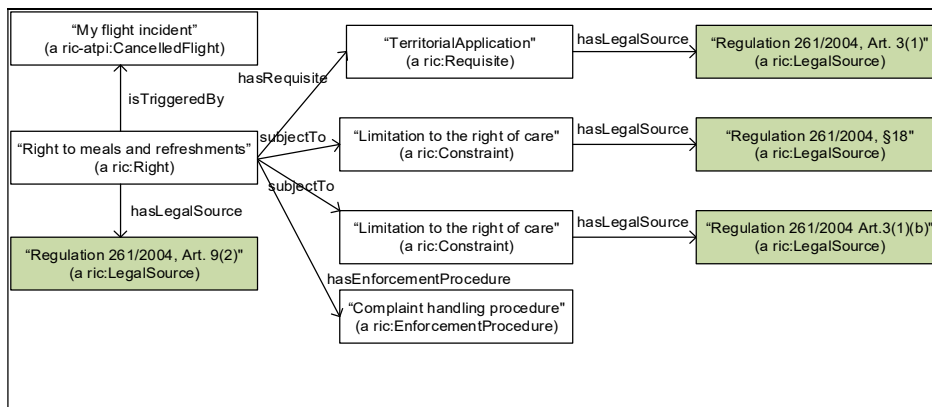 “My flight incident”
(a ric-atpi:CancelledFlight)
isTriggeredBy
“Right to meals and refreshments”
(a ric:Right)
hasLegalSource
“Regulation 261/2004, Art. 9(2)”
(a ric:LegalSource)
hasRequisite
“TerritorialApplication"
(a ric:Requisite)
hasLegalSource
“Regulation 261/2004, Art. 3(1)"
(a ric:LegalSource)
subjectTo
“Limitation to the right of care”
(a ric:Constraint)
hasLegalSource
“Regulation 261/2004, §18"
(a ric:LegalSource)
subjectTo
“Limitation to the right of care”
(a ric:Constraint)
hasLegalSource
“Regulation 261/2004 Art.3(1)(b)"
(a ric:LegalSource)
hasEnforcementProcedure
“Complaint handling procedure"
(a ric:EnforcementProcedure)